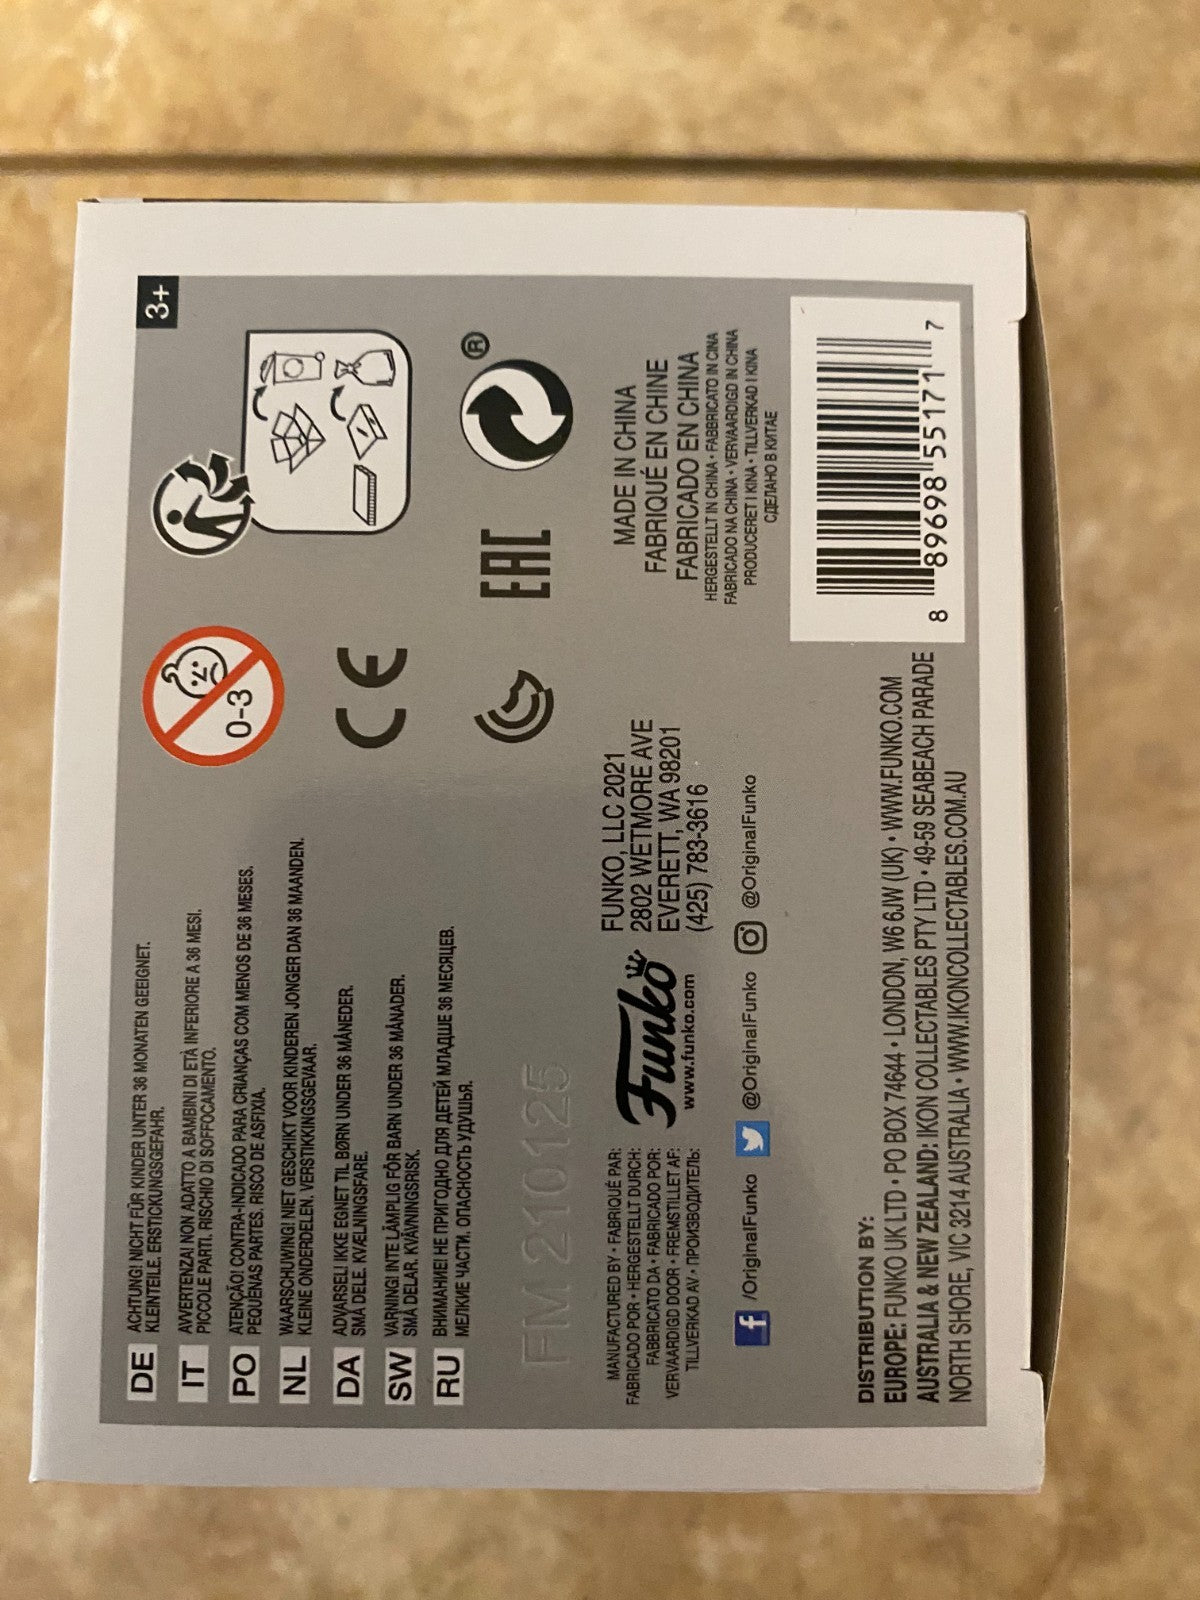 DE ACHTUNG! NICHT FÜR KINDER UNTER 36 MONATEN GEEIGNET.
KLEINTEILE. ERSTICKUNGSGEFAHR.
IT AVVERTENZA! NON ADATTO A BAMBINI DI ETÀ INFERIORE A 36 MESI.
PICCOLE PARTI. RISCHIO DI SOFFOCAMENTO.
PO ATENÇÃO! CONTRA-INDICADO PARA CRIANÇAS COM MENOS DE 36 MESES.
PEQUENAS PARTES. RISCO DE ASFIXIA.
NL WAARSCHUWING! NIET GESCHIKT VOOR KINDEREN JONGER DAN 36 MAANDEN.
KLEINE ONDERDELEN. VERSTIKKINGSGEVAAR.
DA ADVARSEL! IKKE EGNET TIL BØRN UNDER 36 MÅNEDER.
SMÅ DELE. KVÆLNINGSFARE.
SW VARNING! INTE LÄMPLIG FÖR BARN UNDER 36 MÅNADER.
SMÅ DELAR. KVÄVNINGSRISK.
RU ВНИМАНИЕ! НЕ ПРИГОДНО ДЛЯ ДЕТЕЙ МЛАДШЕ 36 МЕСЯЦЕВ.
МЕЛКИЕ ЧАСТИ. ОПАСНОСТЬ УДУШЬЯ.
0-3
3+
CE
EAC
®
FM 210125
MANUFACTURED BY • FABRIQUÉ PAR:
FABRICADO POR • HERGESTELLT DURCH:
FABBRICATO DA • FABRICADO POR:
VERVAARDIGD DOOR • FREMSTILLET AF:
TILLVERKAD AV • ПРОИЗВОДИТЕЛЬ:
Funko
www.funko.com
FUNKO, LLC 2021
2802 WETMORE AVE
EVERETT, WA 98201
(425) 783-3616
MADE IN CHINA
FABRIQUÉ EN CHINE
FABRICADO EN CHINA
HERGESTELLT IN CHINA • FABBRICATO IN CINA
FABRICADO NA CHINA • VERVAARDIGD IN CHINA
PRODUCERET I KINA • TILLVERKAD I KINA
СДЕЛАНО В КИТАЕ
f /OriginalFunko @OriginalFunko @OriginalFunko
DISTRIBUTION BY:
EUROPE: FUNKO UK LTD • PO BOX 74644 • LONDON, W6 6JW (UK) • WWW.FUNKO.COM
AUSTRALIA & NEW ZEALAND: IKON COLLECTABLES PTY LTD • 49-59 SEABEACH PARADE
NORTH SHORE, VIC 3214 AUSTRALIA • WWW.IKONCOLLECTABLES.COM.AU
8 89698 55171 7